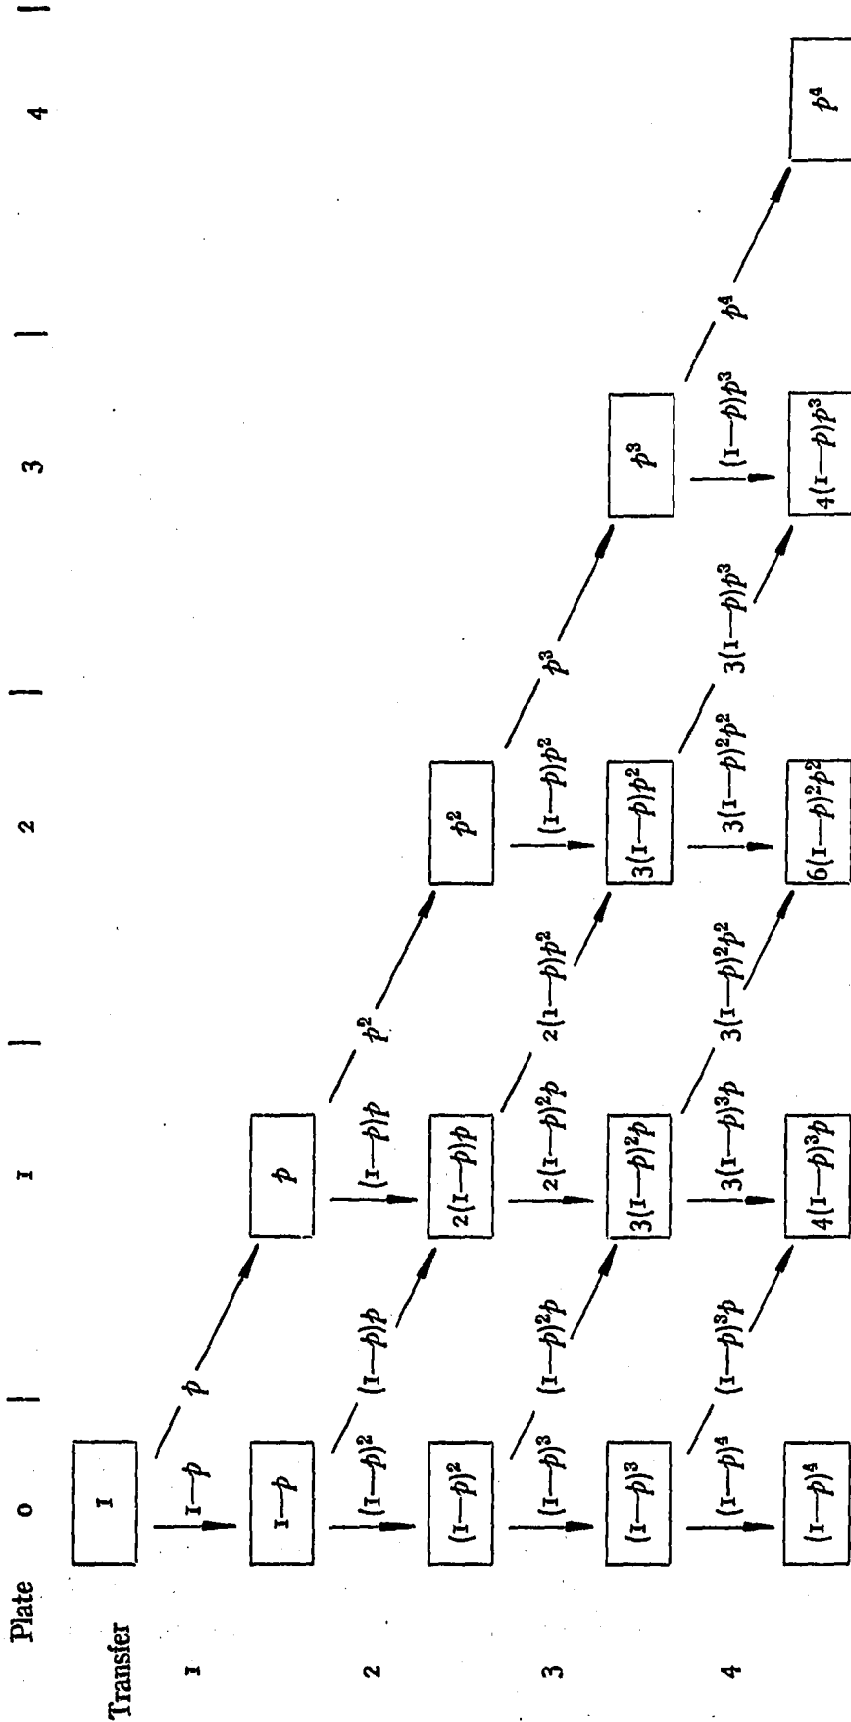 Plate 0 | 1 | 2 | 3 | 4 |
Transfer
1
1
1—p p
1—p p
2
(1—p)² (1—p)p (1—p)p p²
(1—p)² 2(1—p)p p²
3
(1—p)³ (1—p)²p 2(1—p)²p 2(1—p)p² (1—p)p² p³
(1—p)³ 3(1—p)²p 3(1—p)p² p³
4
(1—p)⁴ (1—p)³p 3(1—p)³p 3(1—p)²p² 3(1—p)²p² 3(1—p)p³ (1—p)p³ p⁴
(1—p)⁴ 4(1—p)³p 6(1—p)²p² 4(1—p)p³ p⁴